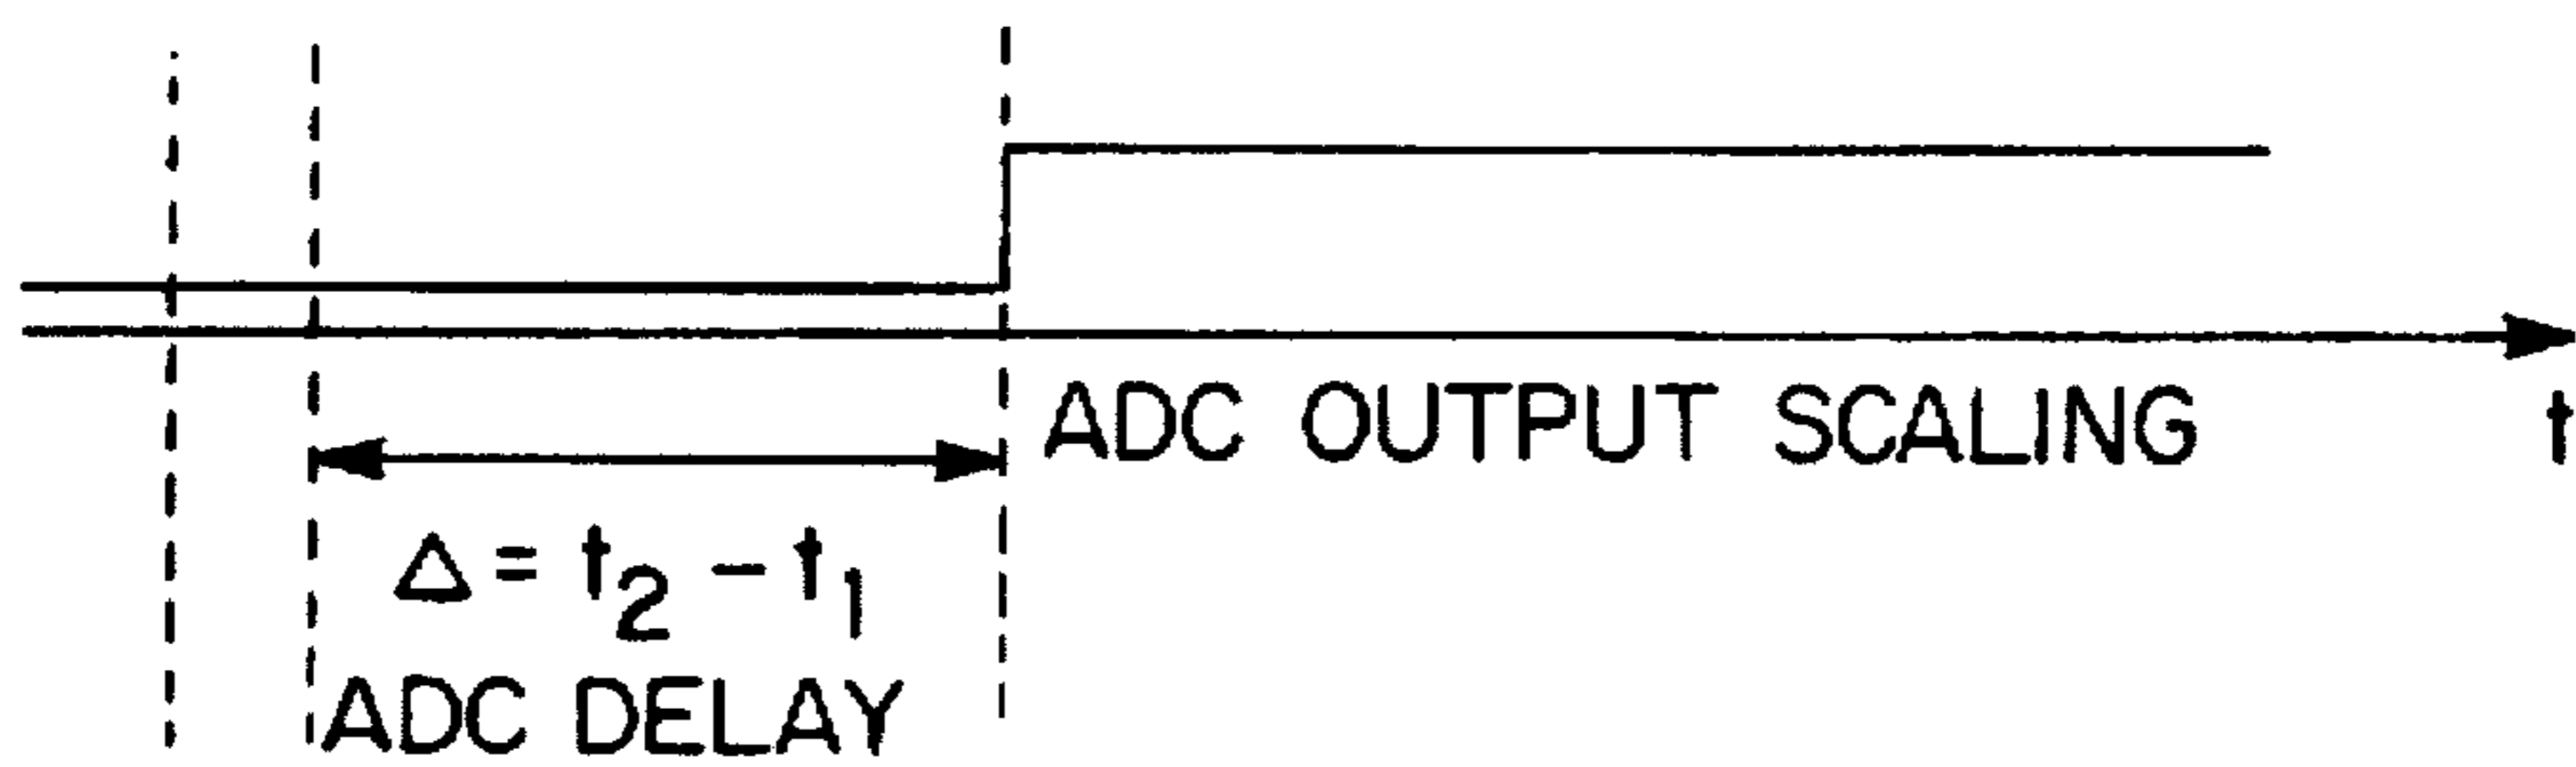 ADC OUTPUT SCALING
t
Δ = t₂ – t₁
ADC DELAY